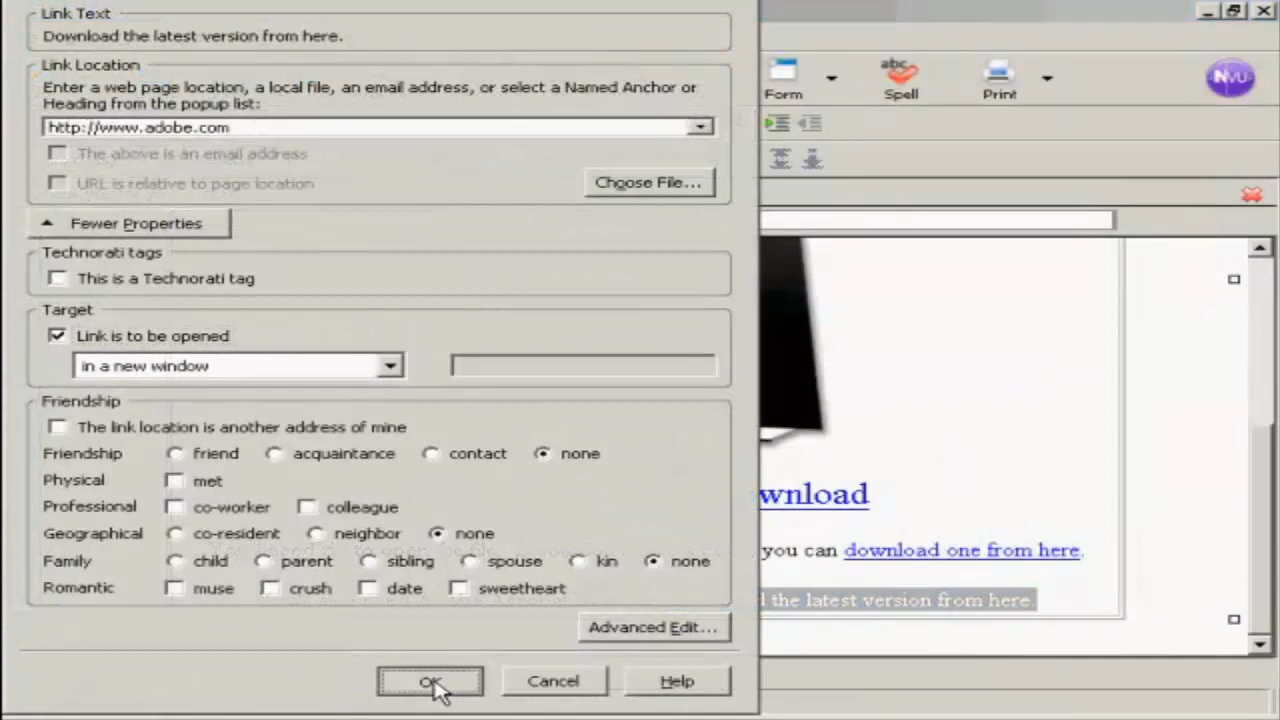 Link Text
Download the latest version from here.
Link Location
Enter a web page location, a local file, an email address, or select a Named Anchor or
Heading from the popup list:
http://www.adobe.com
The above is an email address
URL is relative to page location
Choose File...
Fewer Properties
Technorati tags
This is a Technorati tag
Target
Link is to be opened
in a new window
Friendship
The link location is another address of mine
Friendship friend acquaintance contact none
Physical met
Professional co-worker colleague
Geographical co-resident neighbor none
Family child parent sibling spouse kin none
Romantic muse crush date sweetheart
Advanced Edit...
OK Cancel Help
Form abc Spell Print NVU
wnload
you can download one from here.
the latest version from here.